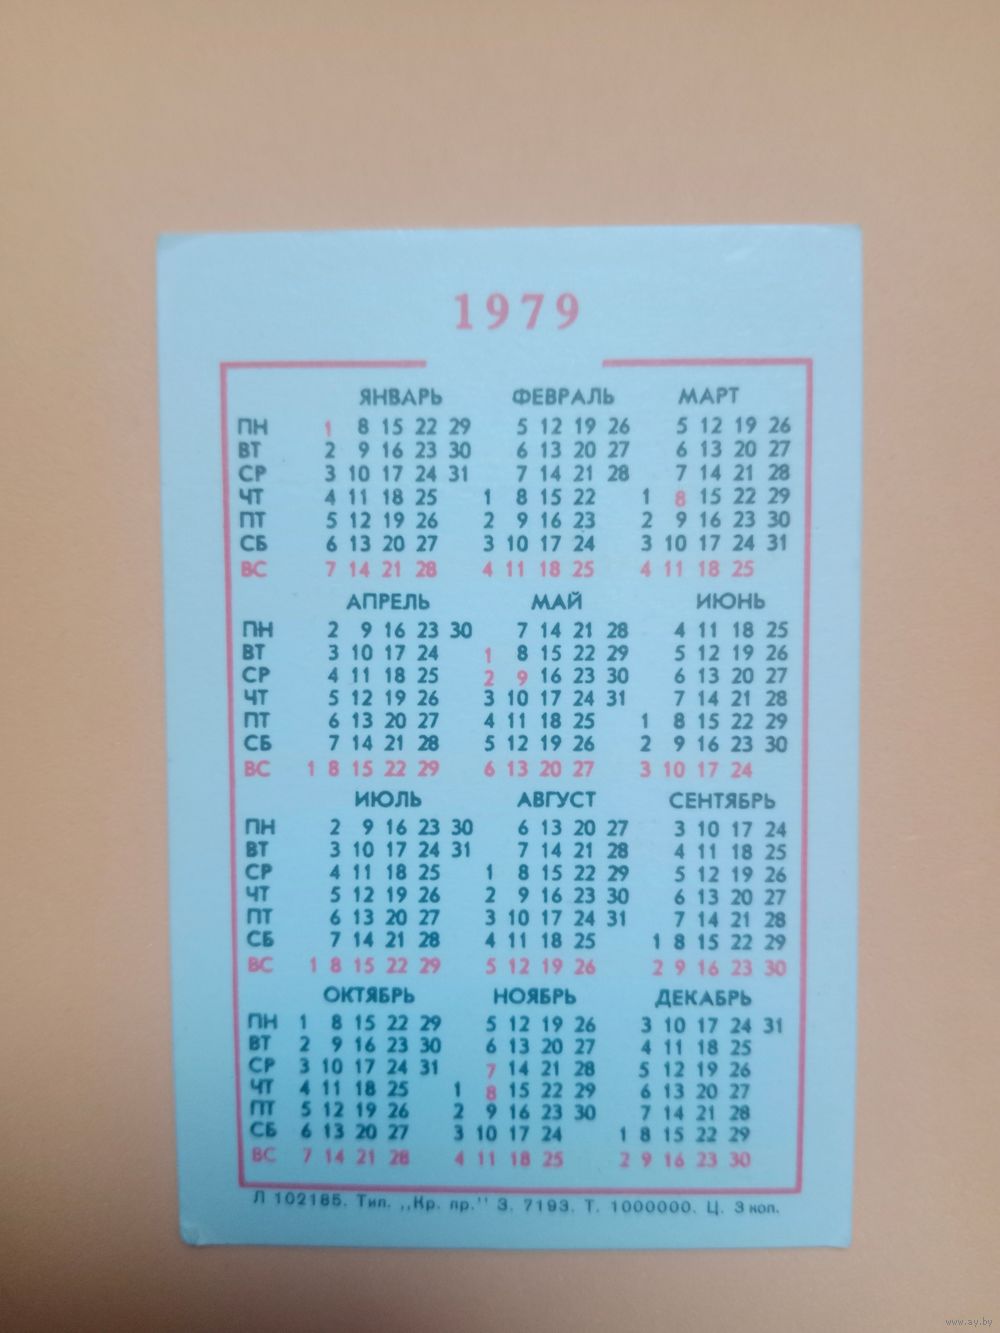 1979
ЯНВАРЬ ФЕВРАЛЬ МАРТ
ПН 1 8 15 22 29 5 12 19 26 5 12 19 26
ВТ 2 9 16 23 30 6 13 20 27 6 13 20 27
СР 3 10 17 24 31 7 14 21 28 7 14 21 28
ЧТ 4 11 18 25 1 8 15 22 1 8 15 22 29
ПТ 5 12 19 26 2 9 16 23 2 9 16 23 30
СБ 6 13 20 27 3 10 17 24 3 10 17 24 31
ВС 7 14 21 28 4 11 18 25 4 11 18 25
АПРЕЛЬ МАЙ ИЮНЬ
ПН 2 9 16 23 30 7 14 21 28 4 11 18 25
ВТ 3 10 17 24 1 8 15 22 29 5 12 19 26
СР 4 11 18 25 2 9 16 23 30 6 13 20 27
ЧТ 5 12 19 26 3 10 17 24 31 7 14 21 28
ПТ 6 13 20 27 4 11 18 25 1 8 15 22 29
СБ 7 14 21 28 5 12 19 26 2 9 16 23 30
ВС 1 8 15 22 29 6 13 20 27 3 10 17 24
ИЮЛЬ АВГУСТ СЕНТЯБРЬ
ПН 2 9 16 23 30 6 13 20 27 3 10 17 24
ВТ 3 10 17 24 31 7 14 21 28 4 11 18 25
СР 4 11 18 25 1 8 15 22 29 5 12 19 26
ЧТ 5 12 19 26 2 9 16 23 30 6 13 20 27
ПТ 6 13 20 27 3 10 17 24 31 7 14 21 28
СБ 7 14 21 28 4 11 18 25 1 8 15 22 29
ВС 1 8 15 22 29 5 12 19 26 2 9 16 23 30
ОКТЯБРЬ НОЯБРЬ ДЕКАБРЬ
ПН 1 8 15 22 29 5 12 19 26 3 10 17 24 31
ВТ 2 9 16 23 30 6 13 20 27 4 11 18 25
СР 3 10 17 24 31 7 14 21 28 5 12 19 26
ЧТ 4 11 18 25 1 8 15 22 29 6 13 20 27
ПТ 5 12 19 26 2 9 16 23 30 7 14 21 28
СБ 6 13 20 27 3 10 17 24 1 8 15 22 29
ВС 7 14 21 28 4 11 18 25 2 9 16 23 30
Л 102185. Тип. „Кр. пр." З. 7193. Т. 1000000. Ц. 3 коп.
www.ay.by